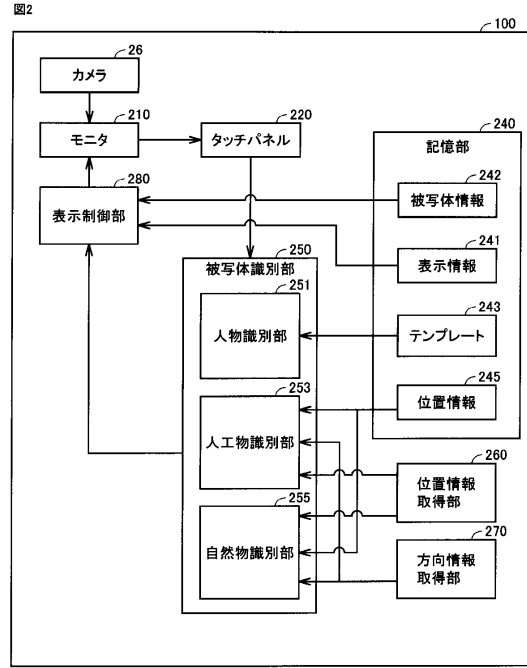 図2
100
26
カメラ
210
モニタ
220
タッチパネル
240
記憶部
280
表示制御部
242
被写体情報
250
被写体識別部
241
表示情報
251
人物識別部
243
テンプレート
253
人工物識別部
245
位置情報
260
位置情報
取得部
255
自然物識別部
270
方向情報
取得部